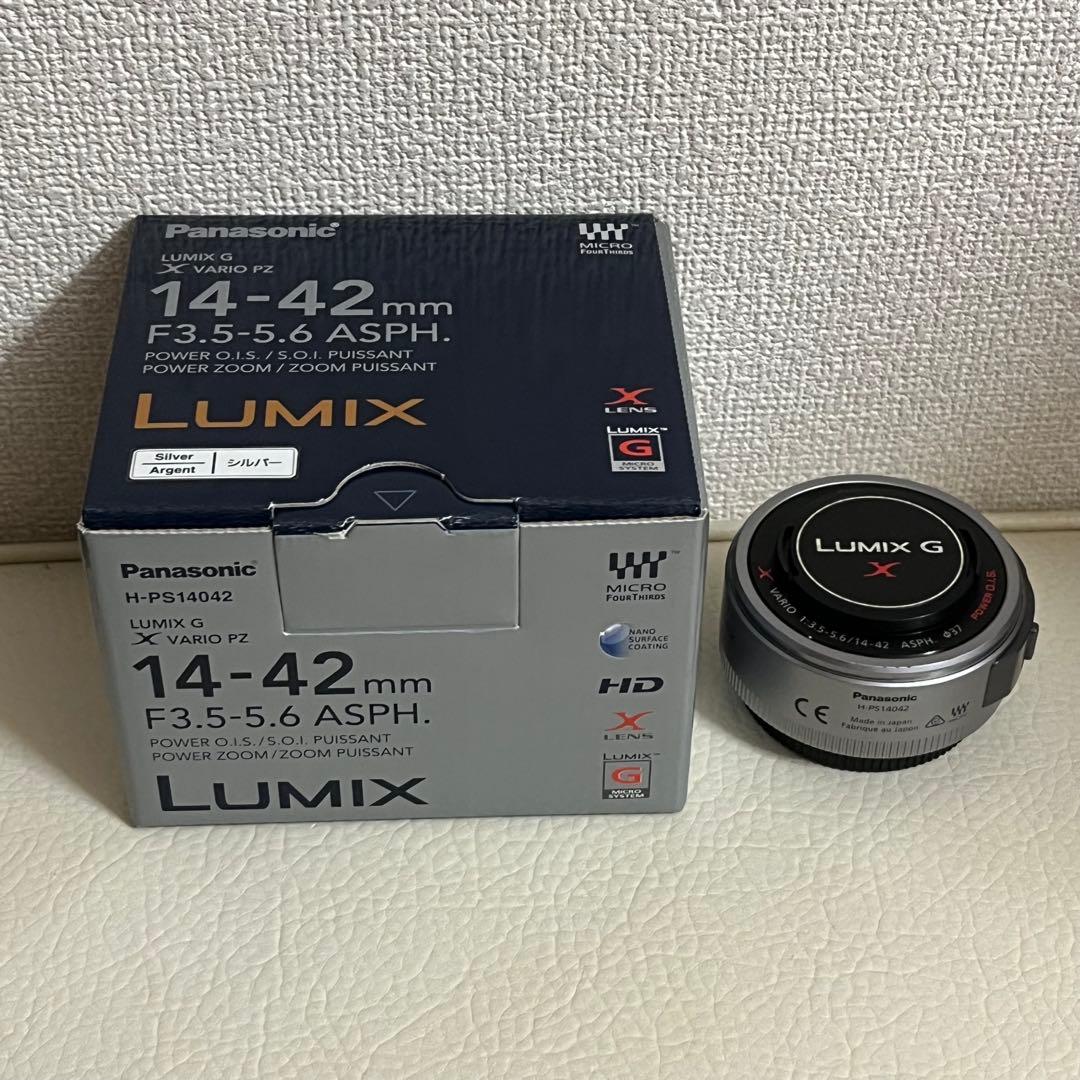 Panasonic
LUMIX G
X VARIO PZ
14-42mm
F3.5-5.6 ASPH.
POWER O.I.S. / S.O.I. PUISSANT
POWER ZOOM / ZOOM PUISSANT
LUMIX
Silver
Argent
シルバー
MICRO
FOURTHIRDS
X
LENS
LUMIX
G
MICRO
SYSTEM
Panasonic
H-PS14042
LUMIX G
X VARIO PZ
14-42mm
F3.5-5.6 ASPH.
POWER O.I.S./S.O.I. PUISSANT
POWER ZOOM/ZOOM PUISSANT
LUMIX
MICRO
FOURTHIRDS
NANO
SURFACE
COATING
HD
X
LENS
LUMIX
G
MICRO
SYSTEM
LUMIX G
X
X VARIO 1:3.5-5.6/14-42 ASPH. Φ37 POWER O.I.S.
CE
Panasonic
H-PS14042
Made in Japan
Fabriqué au Japon